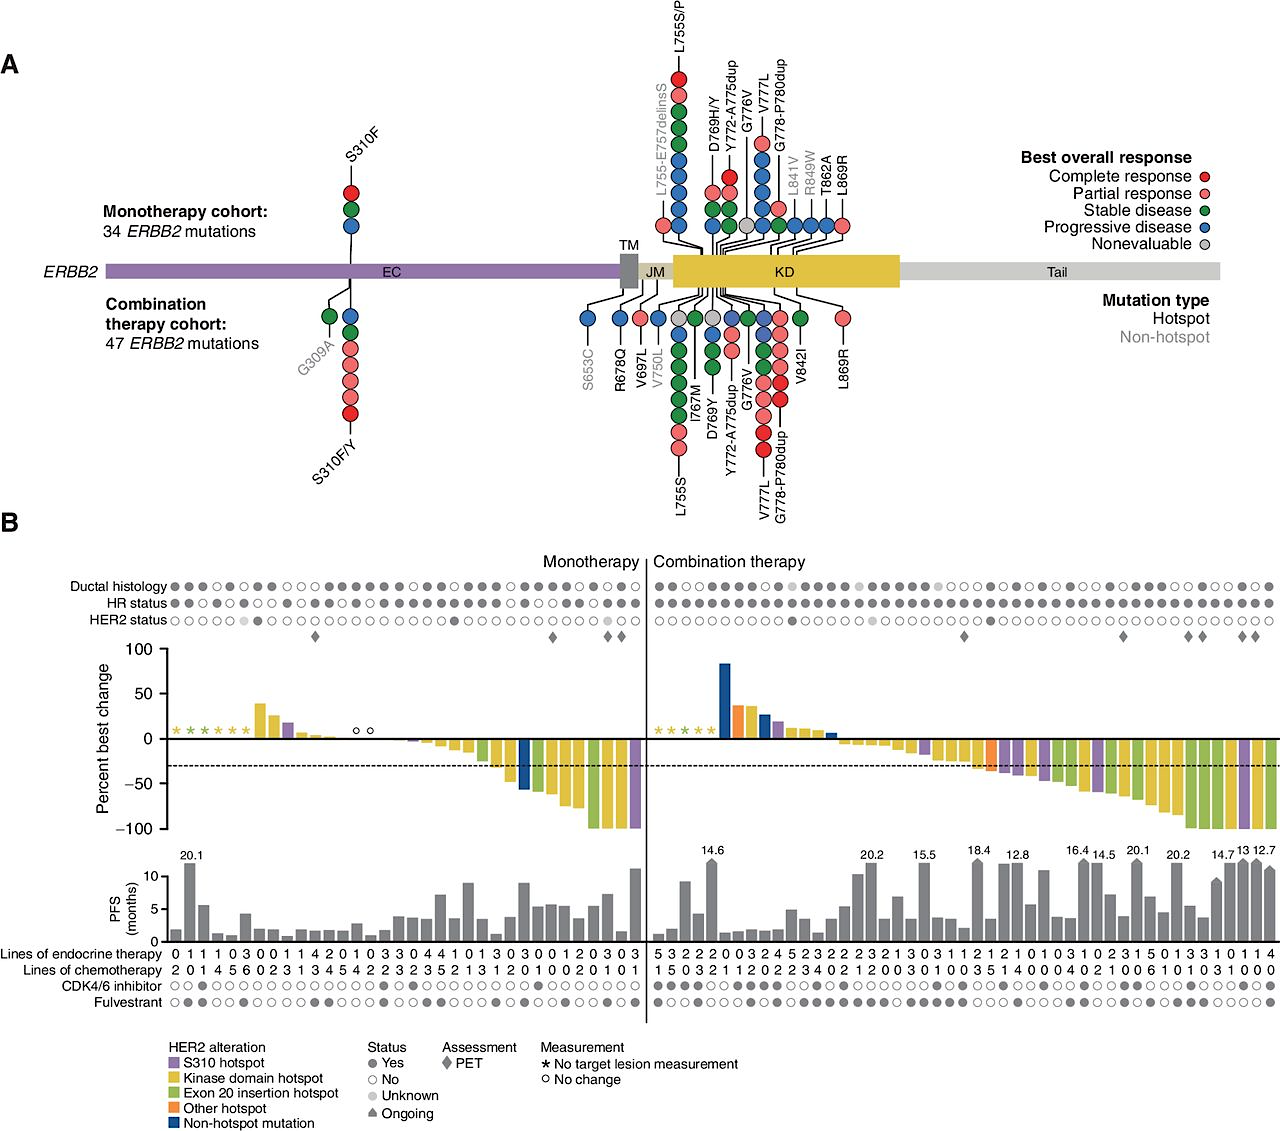 A
S310F
L755-E757delinsS
L755S/P
D769H/Y
Y772-A775dup
G776V
V777L
G778-P780dup
L841V
R849W
T862A
L869R
Best overall response
Complete response
Partial response
Stable disease
Progressive disease
Nonevaluable
Monotherapy cohort:
34 ERBB2 mutations
ERBB2
EC
TM
JM
KD
Tail
Combination
therapy cohort:
47 ERBB2 mutations
Mutation type
Hotspot
Non-hotspot
G309A
S310F/Y
S653C
R678Q
V697L
V750L
L755S
I767M
D769Y
Y772-A775dup
G776V
V777L
G778-P780dup
V842I
L869R
B
Monotherapy
Combination therapy
Ductal histology
HR status
HER2 status
Percent best change
100
50
0
−50
−100
PFS
(months)
10
5
0
20.1
14.6
20.2
15.5
18.4
12.8
16.4
14.5
20.1
20.2
14.7
13
12.7
Lines of endocrine therapy
Lines of chemotherapy
CDK4/6 inhibitor
Fulvestrant
HER2 alteration
S310 hotspot
Kinase domain hotspot
Exon 20 insertion hotspot
Other hotspot
Non-hotspot mutation
Status
Yes
No
Unknown
Ongoing
Assessment
PET
Measurement
* No target lesion measurement
No change